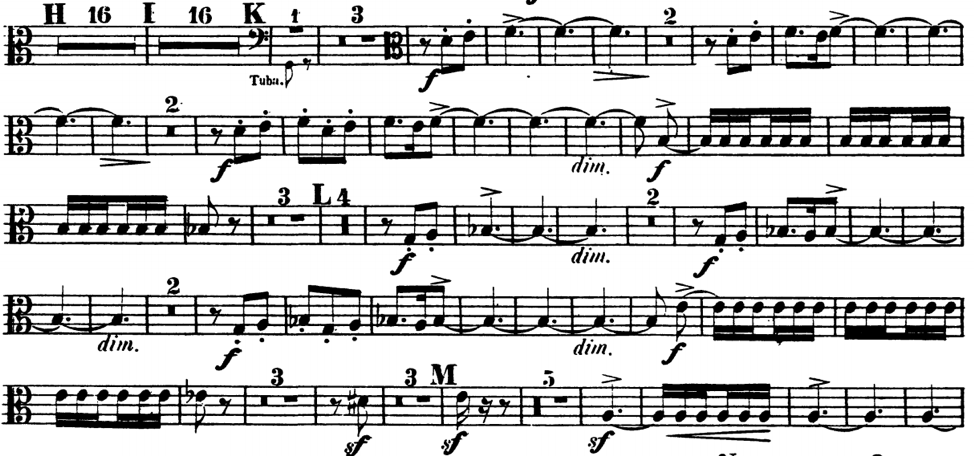 H 16 I 16 K 1 3 2
Tuba. f
2
f dim. f
3 L 4 2
f dim. f
2
dim. f dim. f
3 3 M 5
sf sf sf